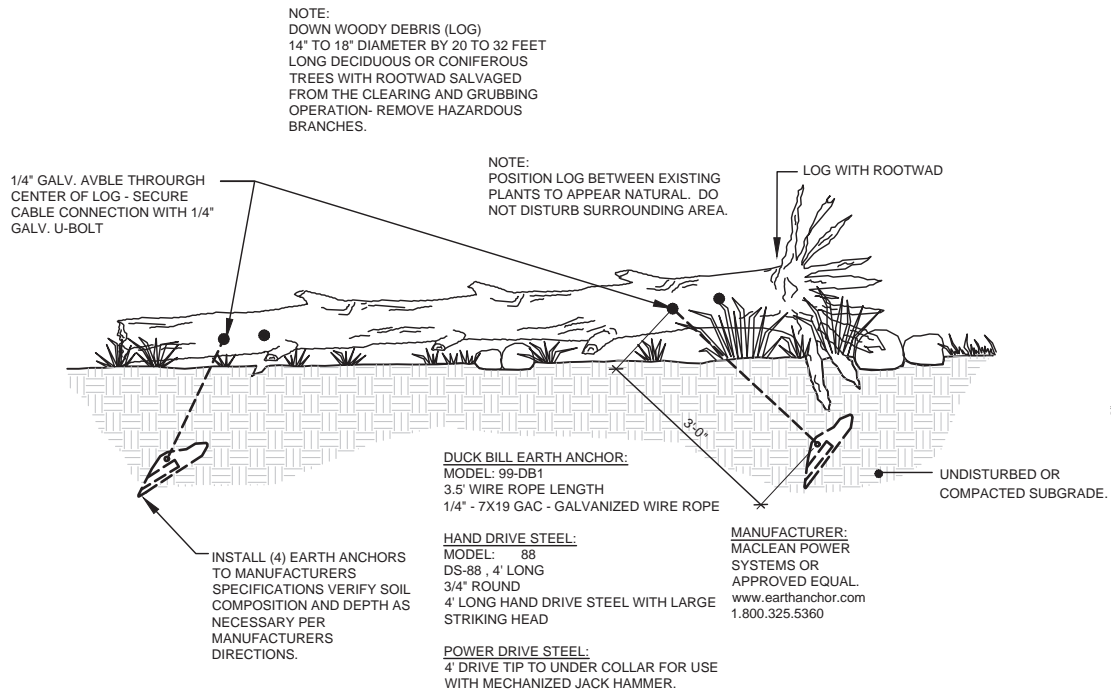 NOTE:
DOWN WOODY DEBRIS (LOG)
14" TO 18" DIAMETER BY 20 TO 32 FEET
LONG DECIDUOUS OR CONIFEROUS
TREES WITH ROOTWAD SALVAGED
FROM THE CLEARING AND GRUBBING
OPERATION- REMOVE HAZARDOUS
BRANCHES.
1/4" GALV. AVBLE THROURGH
CENTER OF LOG - SECURE
CABLE CONNECTION WITH 1/4"
GALV. U-BOLT
NOTE:
POSITION LOG BETWEEN EXISTING
PLANTS TO APPEAR NATURAL. DO
NOT DISTURB SURROUNDING AREA.
LOG WITH ROOTWAD
3'-0"
UNDISTURBED OR
COMPACTED SUBGRADE.
INSTALL (4) EARTH ANCHORS
TO MANUFACTURERS
SPECIFICATIONS VERIFY SOIL
COMPOSITION AND DEPTH AS
NECESSARY PER
MANUFACTURERS
DIRECTIONS.
DUCK BILL EARTH ANCHOR:
MODEL: 99-DB1
3.5' WIRE ROPE LENGTH
1/4" - 7X19 GAC - GALVANIZED WIRE ROPE
HAND DRIVE STEEL:
MODEL: 88
DS-88 , 4' LONG
3/4" ROUND
4' LONG HAND DRIVE STEEL WITH LARGE
STRIKING HEAD
POWER DRIVE STEEL:
4' DRIVE TIP TO UNDER COLLAR FOR USE
WITH MECHANIZED JACK HAMMER.
MANUFACTURER:
MACLEAN POWER
SYSTEMS OR
APPROVED EQUAL.
www.earthanchor.com
1.800.325.5360